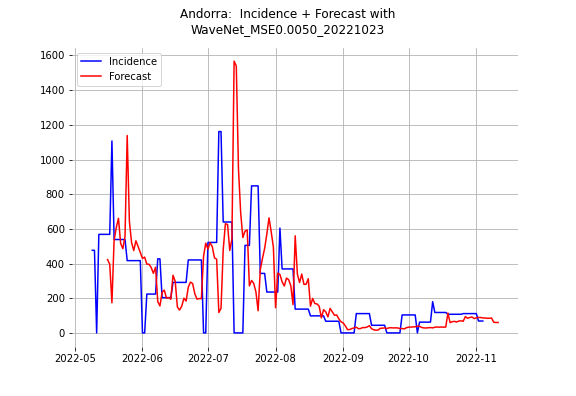 Andorra: Incidence + Forecast with
WaveNet_MSE0.0050_20221023
Incidence
Forecast
1600
1400
1200
1000
800
600
400
200
0
2022-05 2022-06 2022-07 2022-08 2022-09 2022-10 2022-11